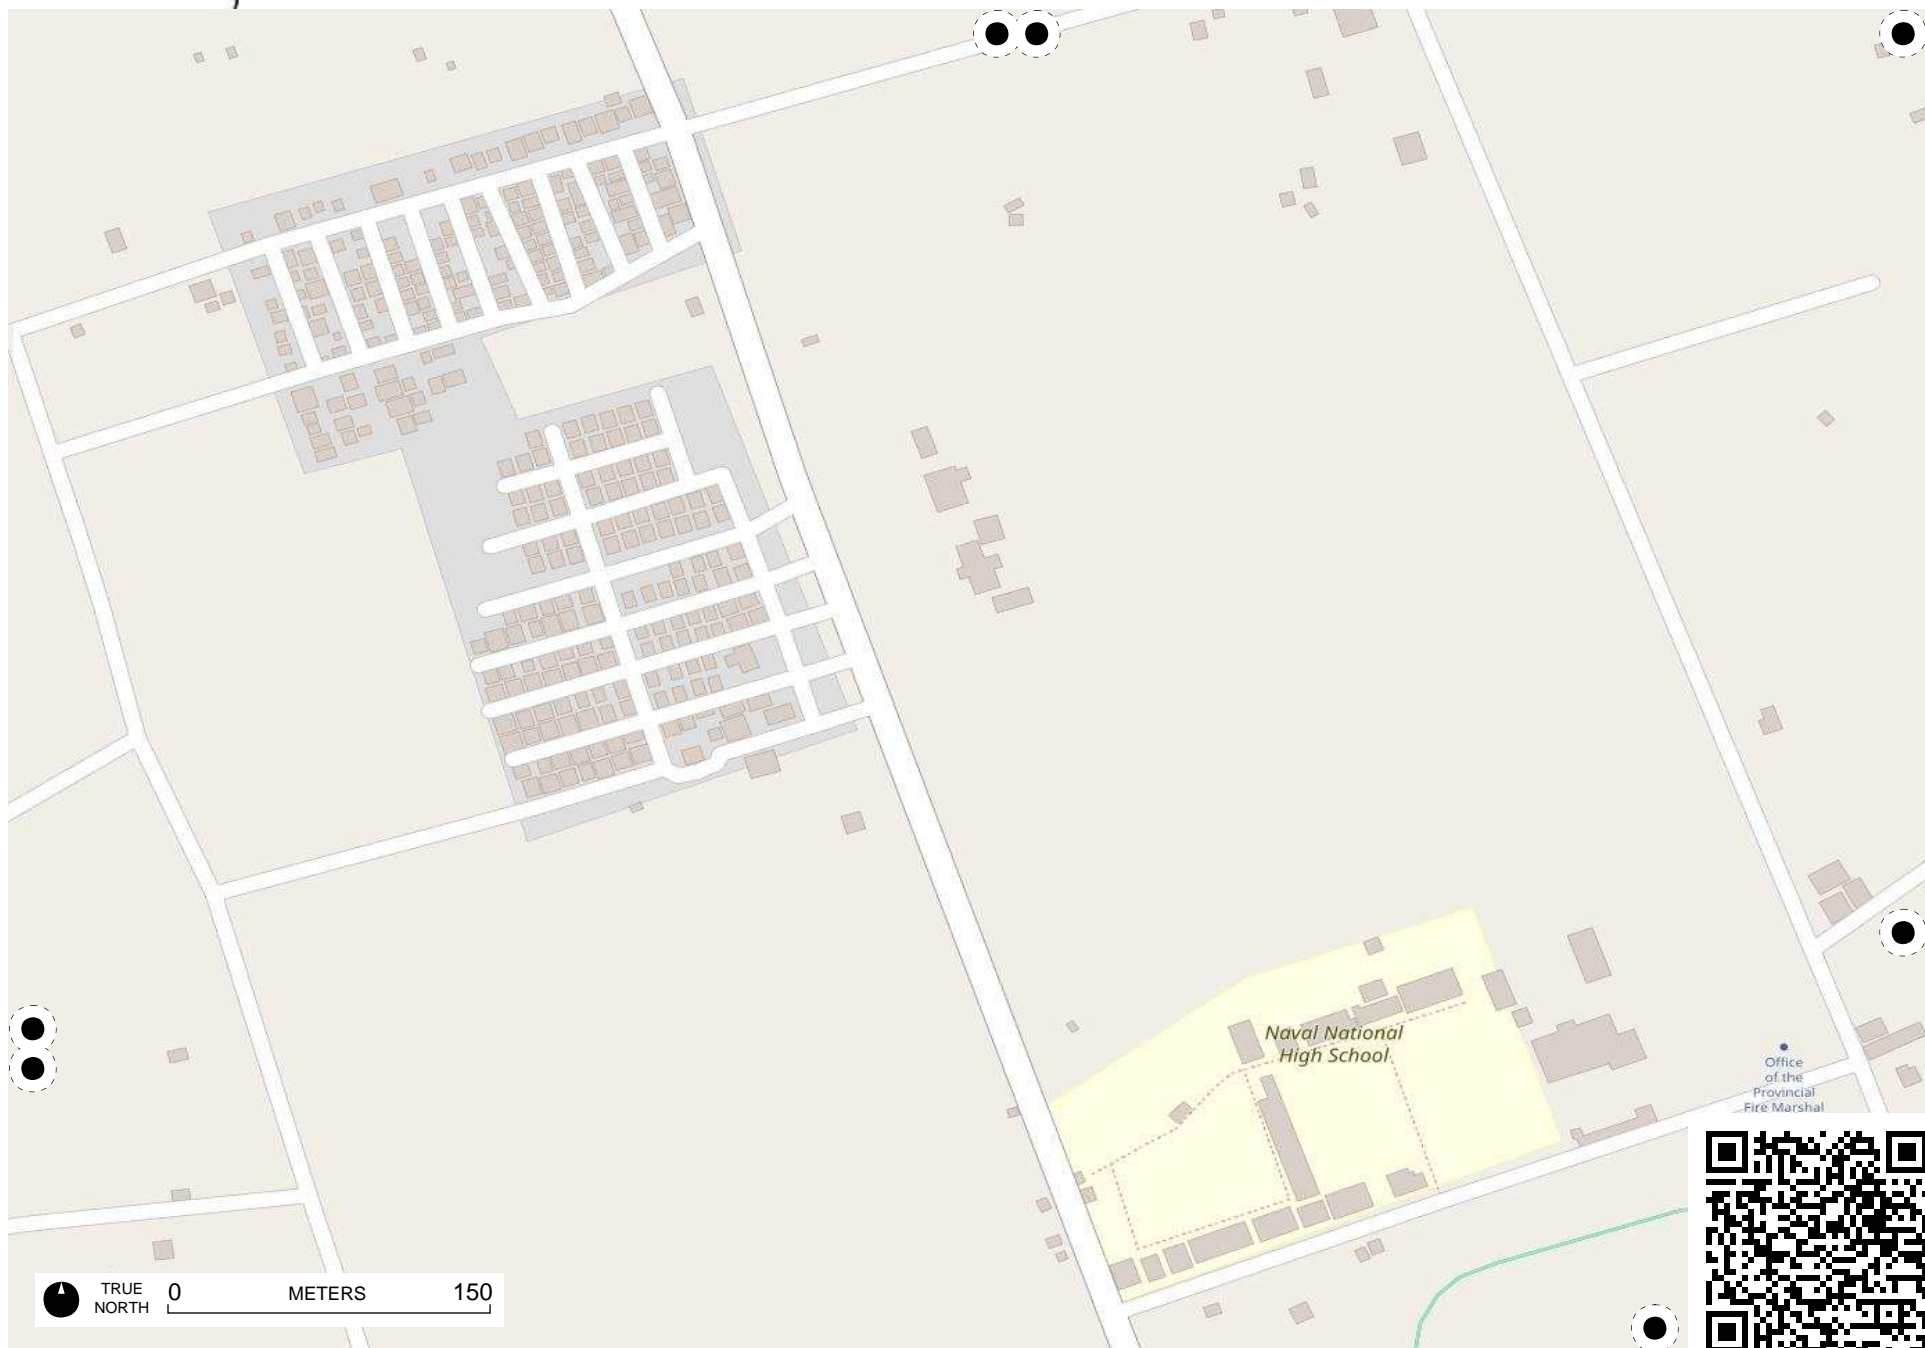 Naval National
High School
Office
of the
Provincial
Fire Marshal
TRUE
NORTH
0 METERS 150